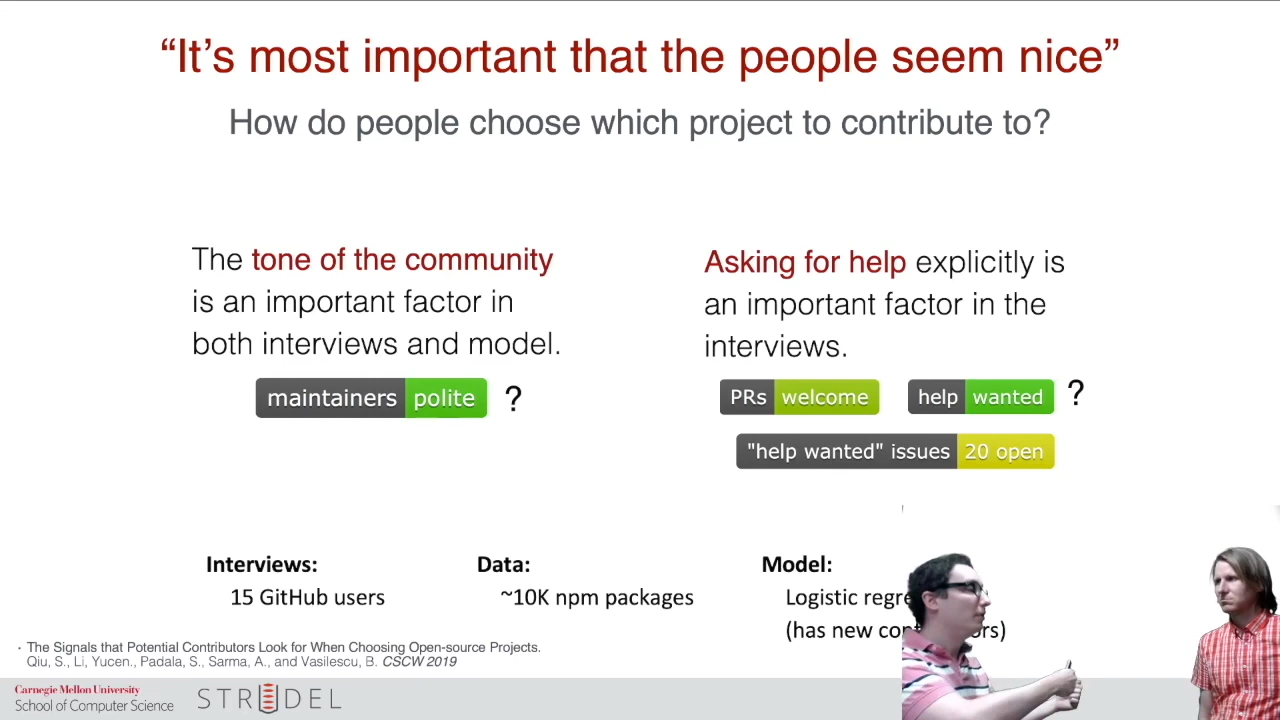 “It’s most important that the people seem nice”
How do people choose which project to contribute to?
The tone of the community
is an important factor in
both interviews and model.
maintainers polite ?
Asking for help explicitly is
an important factor in the
interviews.
PRs welcome help wanted ?
"help wanted" issues 20 open
Interviews:
15 GitHub users
Data:
~10K npm packages
Model:
Logistic
(has new
· The Signals that Potential Contributors Look for When Choosing Open-source Projects.
Qiu, S., Li, Yucen., Padala, S., Sarma, A., and Vasilescu, B. CSCW 2019
Carnegie Mellon University
School of Computer Science
STRUDEL